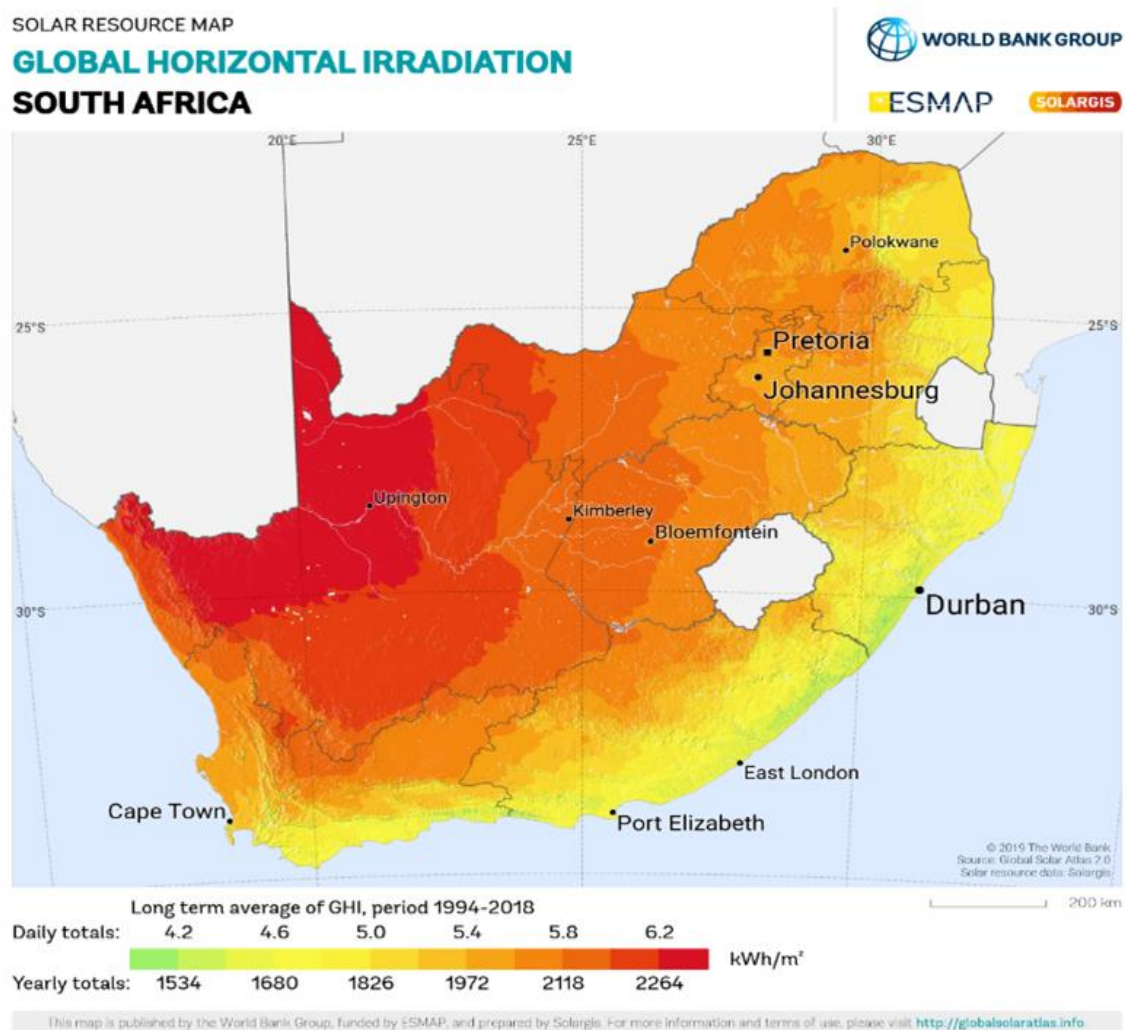 SOLAR RESOURCE MAP
GLOBAL HORIZONTAL IRRADIATION
SOUTH AFRICA
WORLD BANK GROUP
ESMAP
SOLARGIS
20°E 25°E 30°E
Polokwane
25°S 25°S
Pretoria
Johannesburg
Upington
Kimberley
Bloemfontein
Durban
30°S 30°S
East London
Cape Town
Port Elizabeth
© 2019 The World Bank
Source: Global Solar Atlas 2.0
Solar resource data: Solargis
200 km
Long term average of GHI, period 1994-2018
Daily totals: 4.2 4.6 5.0 5.4 5.8 6.2
kWh/m²
Yearly totals: 1534 1680 1826 1972 2118 2264
This map is published by the World Bank Group, funded by ESMAP, and prepared by Solargis. For more information and terms of use, please visit http://globalsolaratlas.info